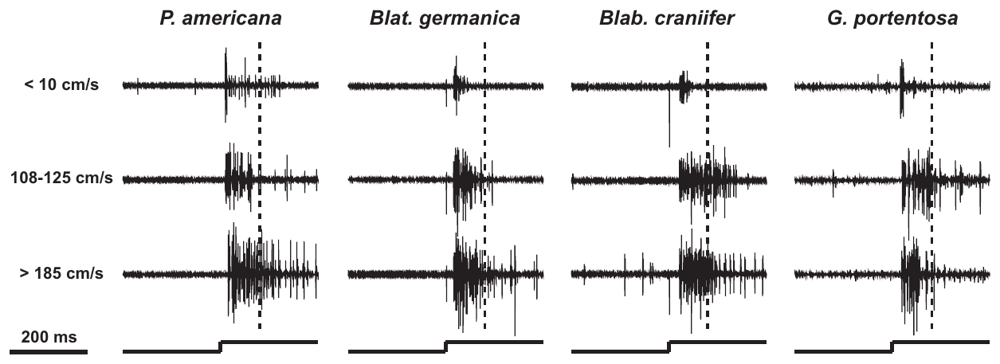 P. americana Blat. germanica Blab. craniifer G. portentosa
< 10 cm/s
108-125 cm/s
> 185 cm/s
200 ms